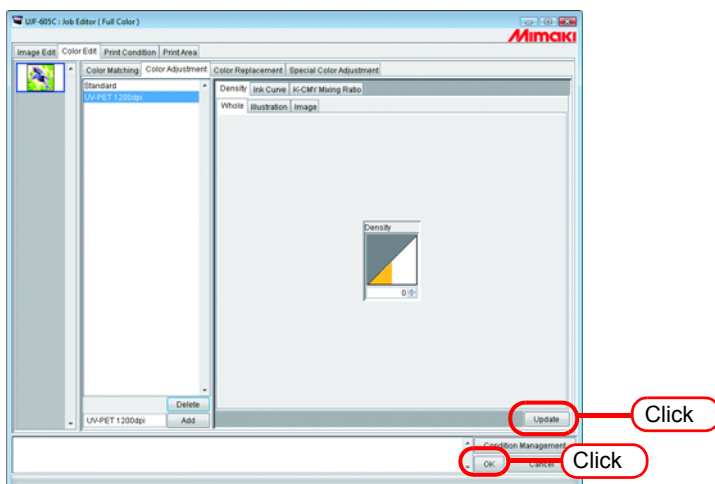 UJF-605C : Job Editor ( Full Color )
Mimaki
Image Edit Color Edit Print Condition Print Area
Color Matching Color Adjustment Color Replacement Special Color Adjustment
Standard
UV-PET 1200dpi
Density Ink Curve K-CMY Mixing Ratio
Whole Illustration Image
Density
0
Delete
UV-PET 1200dpi Add
Update
Click
Condition Management
OK Cancel
Click